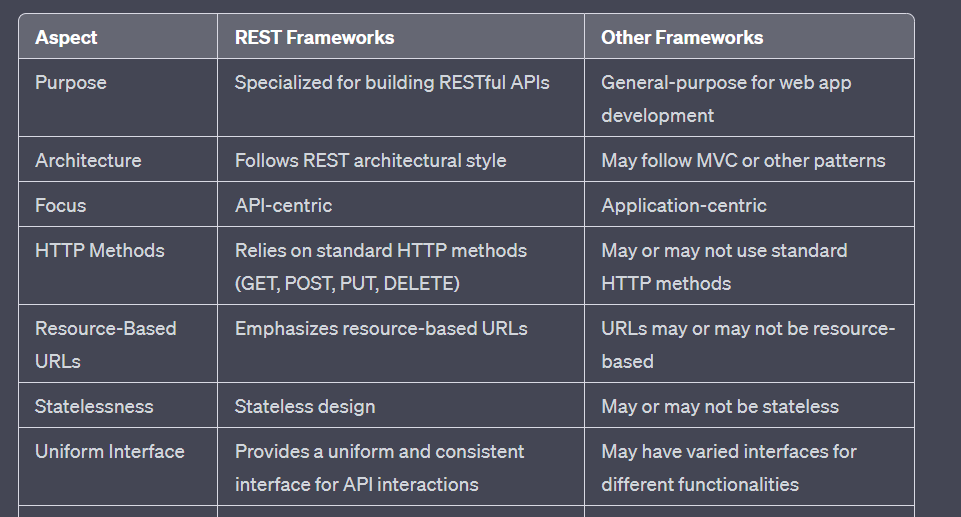 Aspect REST Frameworks Other Frameworks
Purpose Specialized for building RESTful APIs General-purpose for web app
development
Architecture Follows REST architectural style May follow MVC or other patterns
Focus API-centric Application-centric
HTTP Methods Relies on standard HTTP methods May or may not use standard
(GET, POST, PUT, DELETE) HTTP methods
Resource-Based Emphasizes resource-based URLs URLs may or may not be resource-
URLs based
Statelessness Stateless design May or may not be stateless
Uniform Interface Provides a uniform and consistent May have varied interfaces for
interface for API interactions different functionalities